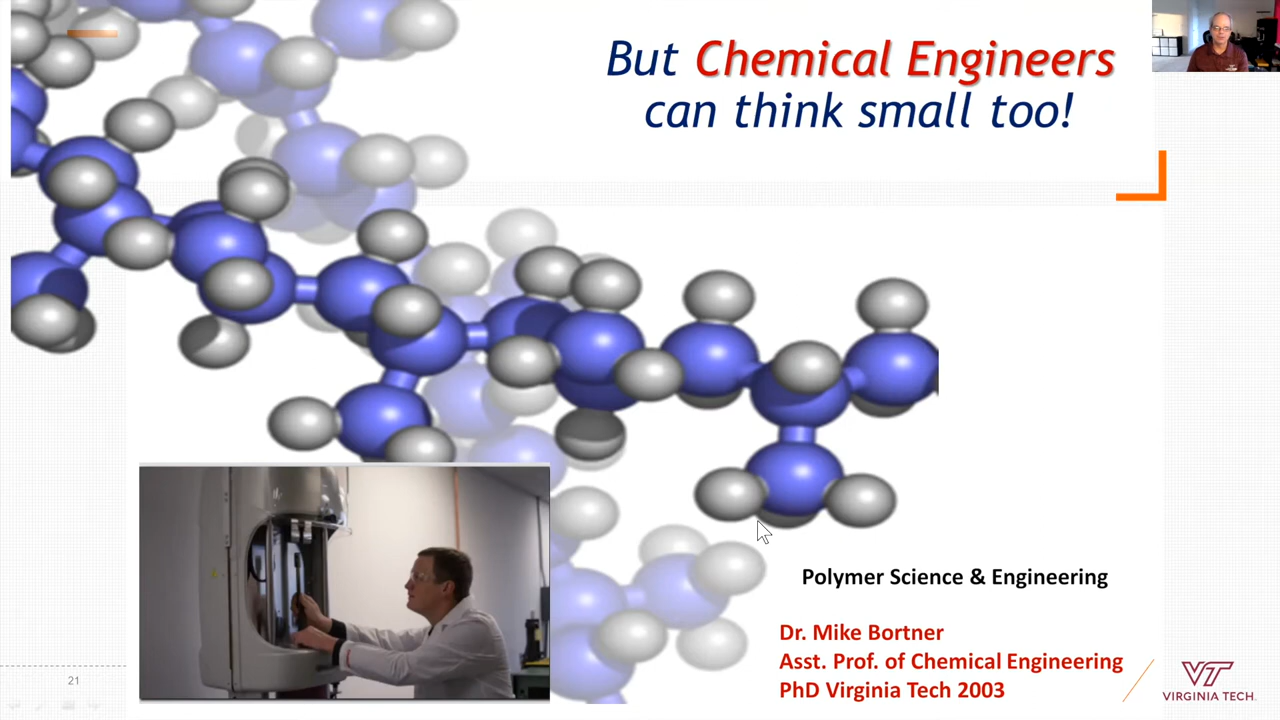 But Chemical Engineers
can think small too!
Polymer Science & Engineering
Dr. Mike Bortner
Asst. Prof. of Chemical Engineering
PhD Virginia Tech 2003
21
VT
VIRGINIA TECH